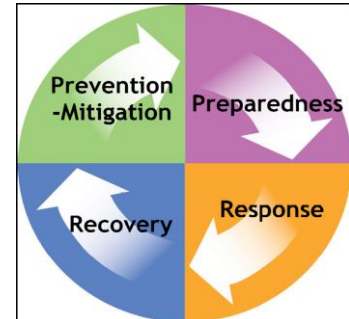 Prevention
-Mitigation
Preparedness
Response
Recovery